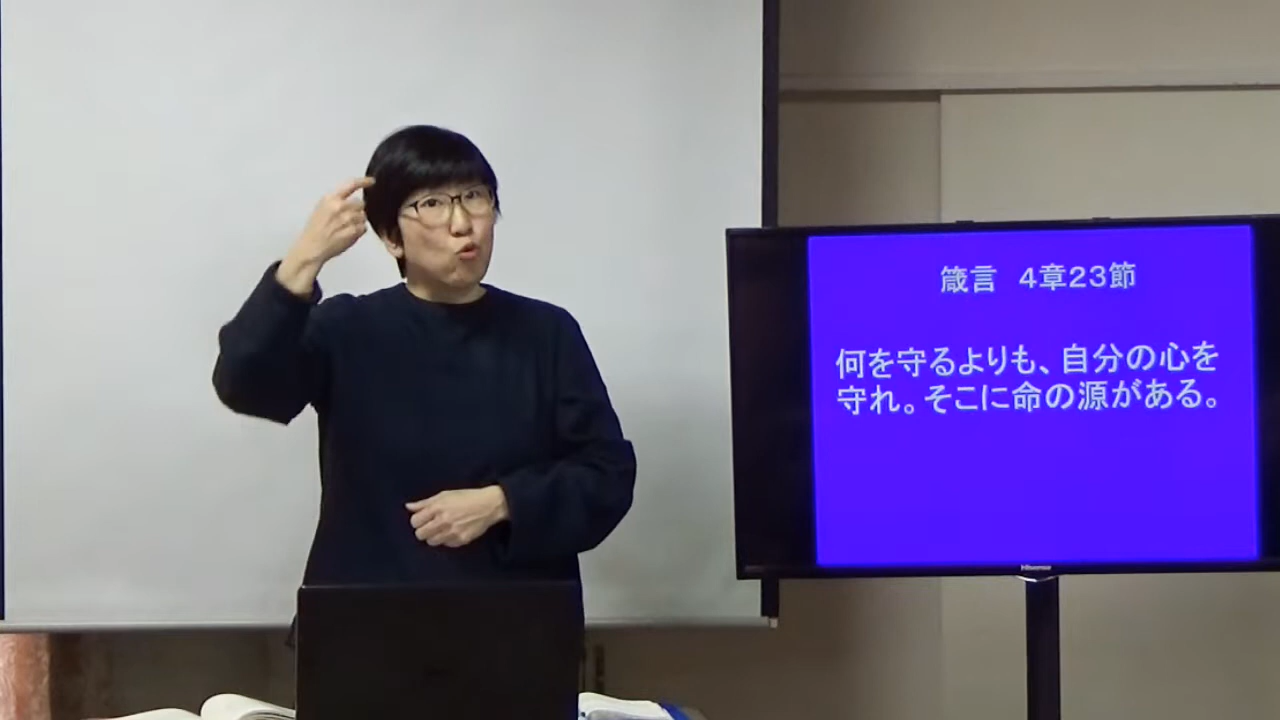 箴言　４章２３節
何を守るよりも、自分の心を
守れ。そこに命の源がある。
Hisense